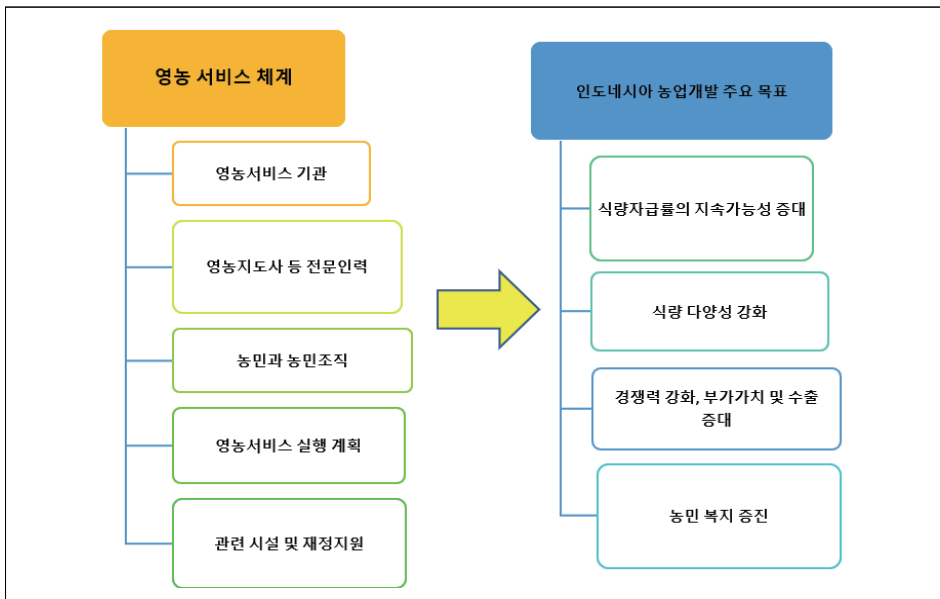 영농 서비스 체계
영농서비스 기관
영농지도사 등 전문인력
농민과 농민조직
영농서비스 실행 계획
관련 시설 및 재정지원
인도네시아 농업개발 주요 목표
식량자급률의 지속가능성 증대
식량 다양성 강화
경쟁력 강화, 부가가치 및 수출
증대
농민 복지 증진